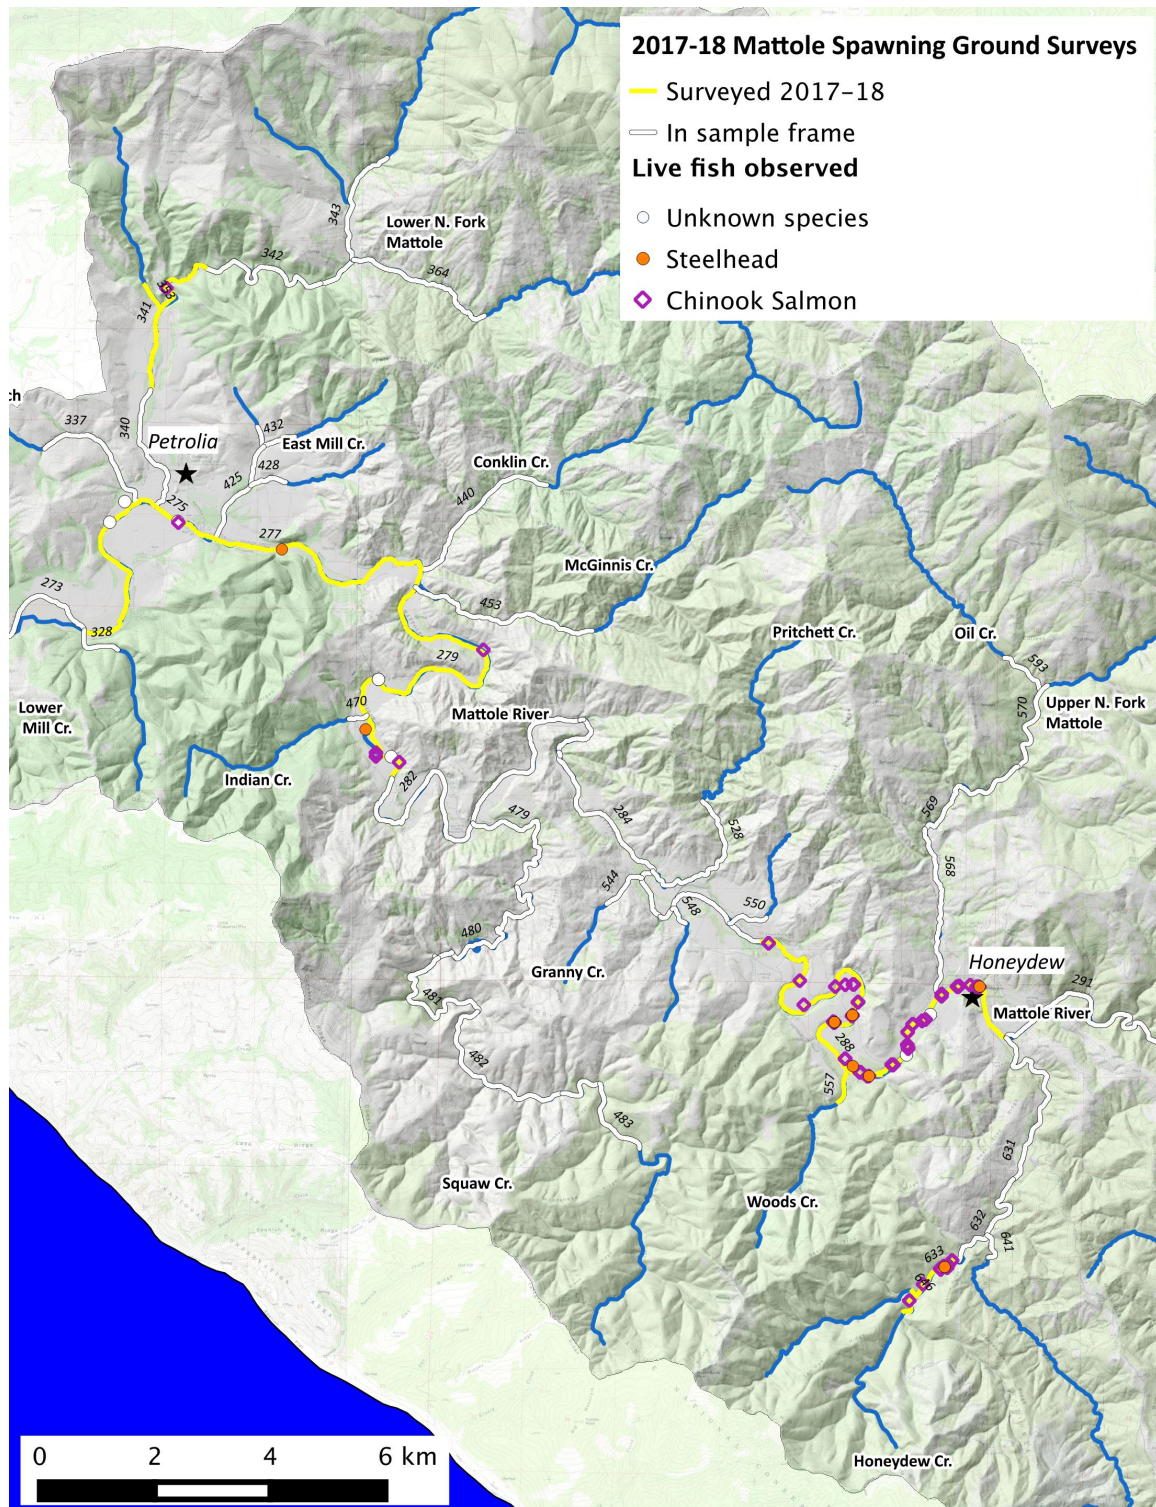 2017-18 Mattole Spawning Ground Surveys
Surveyed 2017-18
In sample frame
Live fish observed
Unknown species
Steelhead
Chinook Salmon
Lower N. Fork
Mattole
343
342
364
341
ch
337
340
Petrolia
432
East Mill Cr.
428
425
275
277
Conklin Cr.
440
McGinnis Cr.
453
273
328
279
Pritchett Cr.
Oil Cr.
593
570
Upper N. Fork
Mattole
Lower
Mill Cr.
470
Mattole River
Indian Cr.
282
479
284
528
569
568
544
548
550
480
Granny Cr.
481
Honeydew
291
Mattole River
482
288
557
483
631
Squaw Cr.
Woods Cr.
632
641
633
646
Honeydew Cr.
0 2 4 6 km